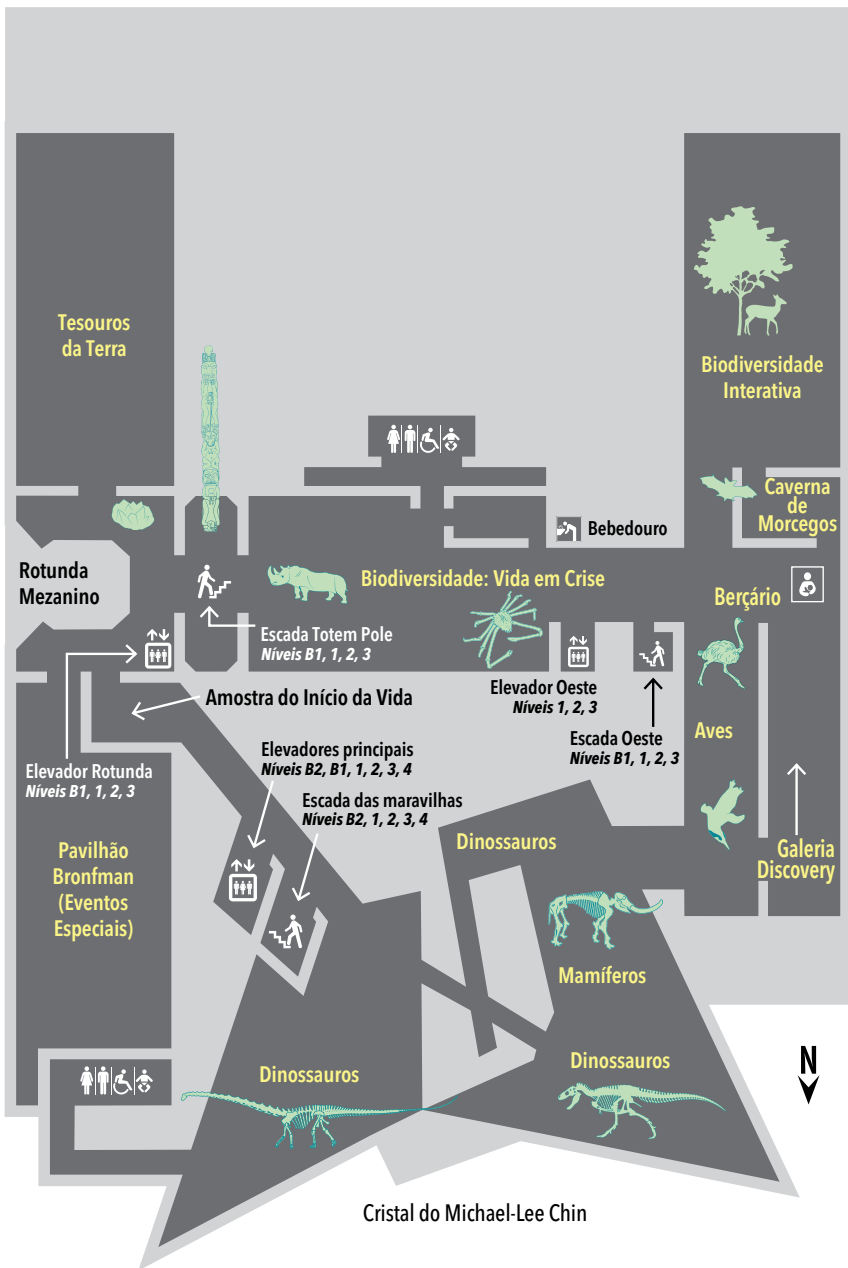 Tesouros
da Terra
Biodiversidade
Interativa
Caverna
de
Morcegos
Bebedouro
Rotunda
Mezanino
Biodiversidade: Vida em Crise
Berçário
Escada Totem Pole
Níveis B1, 1, 2, 3
Elevador Oeste
Níveis 1, 2, 3
Amostra do Início da Vida
Escada Oeste
Níveis B1, 1, 2, 3
Aves
Elevador Rotunda
Níveis B1, 1, 2, 3
Elevadores principais
Níveis B2, B1, 1, 2, 3, 4
Escada das maravilhas
Níveis B2, 1, 2, 3, 4
Pavilhão
Bronfman
(Eventos
Especiais)
Dinossauros
Galeria
Discovery
Mamíferos
Dinossauros
Dinossauros
N
Cristal do Michael-Lee Chin